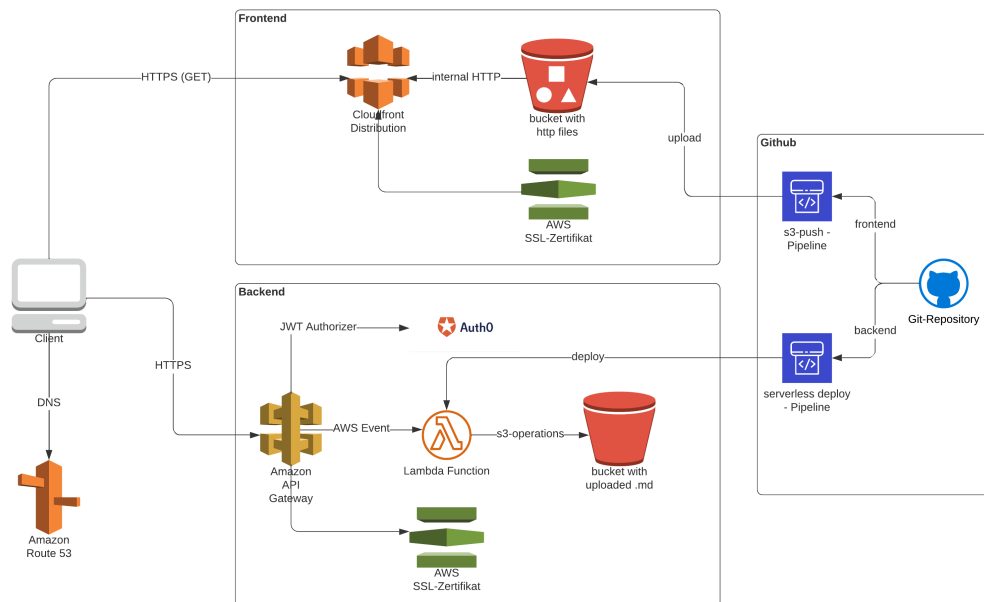 Frontend
HTTPS (GET)
Cloudfront
Distribution
internal HTTP
bucket with
http files
AWS
SSL-Zertifikat
upload
Github
s3-push -
Pipeline
frontend
Git-Repository
backend
serverless deploy
- Pipeline
Client
HTTPS
DNS
Amazon
Route 53
Backend
JWT Authorizer
Auth0
deploy
Amazon
API
Gateway
AWS Event
Lambda Function
s3-operations
bucket with
uploaded .md
AWS
SSL-Zertifikat